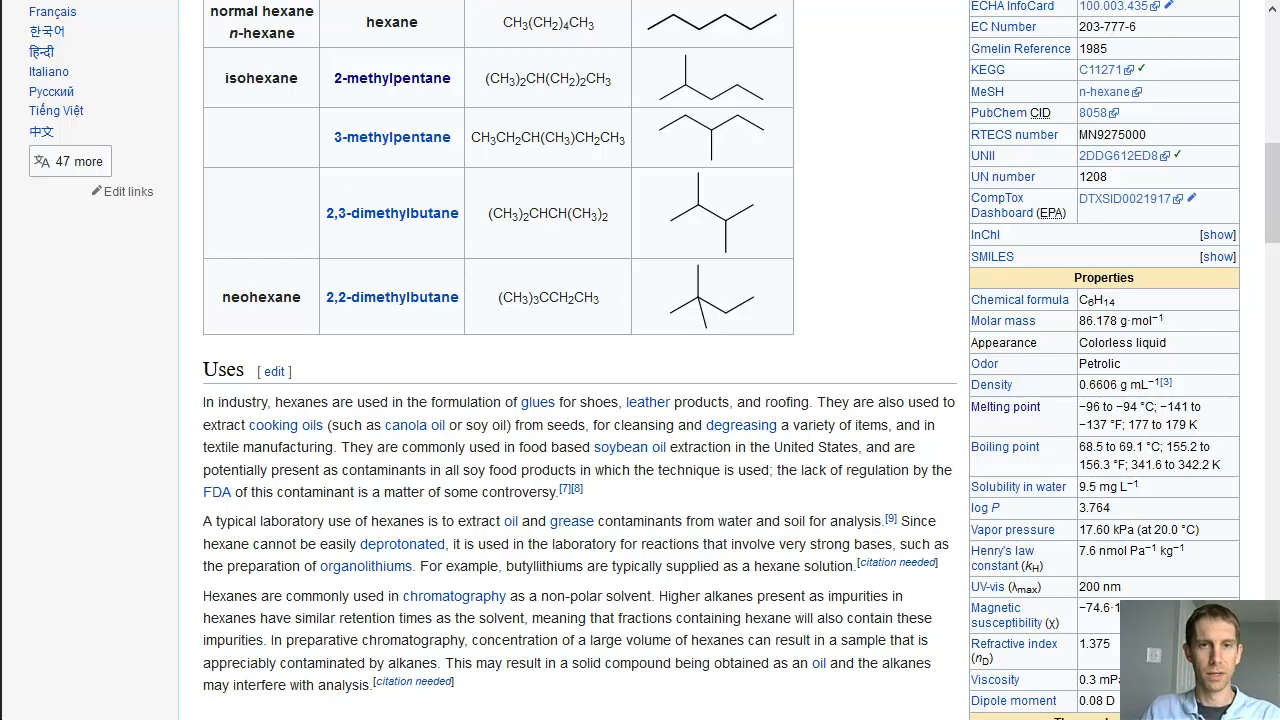 Français
한국어
हिन्दी
Italiano
Русский
Tiếng Việt
中文
47 more
Edit links
normal hexane
n-hexane
hexane
CH3(CH2)4CH3
isohexane
2-methylpentane
(CH3)2CH(CH2)2CH3
3-methylpentane
CH3CH2CH(CH3)CH2CH3
2,3-dimethylbutane
(CH3)2CHCH(CH3)2
neohexane
2,2-dimethylbutane
(CH3)3CCH2CH3
Uses [ edit ]
In industry, hexanes are used in the formulation of glues for shoes, leather products, and roofing. They are also used to
extract cooking oils (such as canola oil or soy oil) from seeds, for cleansing and degreasing a variety of items, and in
textile manufacturing. They are commonly used in food based soybean oil extraction in the United States, and are
potentially present as contaminants in all soy food products in which the technique is used; the lack of regulation by the
FDA of this contaminant is a matter of some controversy.[7][8]
A typical laboratory use of hexanes is to extract oil and grease contaminants from water and soil for analysis.[9] Since
hexane cannot be easily deprotonated, it is used in the laboratory for reactions that involve very strong bases, such as
the preparation of organolithiums. For example, butyllithiums are typically supplied as a hexane solution.[citation needed]
Hexanes are commonly used in chromatography as a non-polar solvent. Higher alkanes present as impurities in
hexanes have similar retention times as the solvent, meaning that fractions containing hexane will also contain these
impurities. In preparative chromatography, concentration of a large volume of hexanes can result in a sample that is
appreciably contaminated by alkanes. This may result in a solid compound being obtained as an oil and the alkanes
may interfere with analysis.[citation needed]
ECHA InfoCard 100.003.435
EC Number 203-777-6
Gmelin Reference 1985
KEGG C11271 ✓
MeSH n-hexane
PubChem CID 8058
RTECS number MN9275000
UNII 2DDG612ED8 ✓
UN number 1208
CompTox
Dashboard (EPA)
DTXSID0021917
InChI [show]
SMILES [show]
Properties
Chemical formula C6H14
Molar mass 86.178 g·mol−1
Appearance Colorless liquid
Odor Petrolic
Density 0.6606 g mL−1[3]
Melting point −96 to −94 °C; −141 to
−137 °F; 177 to 179 K
Boiling point 68.5 to 69.1 °C; 155.2 to
156.3 °F; 341.6 to 342.2 K
Solubility in water 9.5 mg L−1
log P 3.764
Vapor pressure 17.60 kPa (at 20.0 °C)
Henry's law
constant (kH)
7.6 nmol Pa−1 kg−1
UV-vis (λmax) 200 nm
Magnetic
susceptibility (χ)
−74.6·1
Refractive index
(nD)
1.375
Viscosity 0.3 mPa
Dipole moment 0.08 D